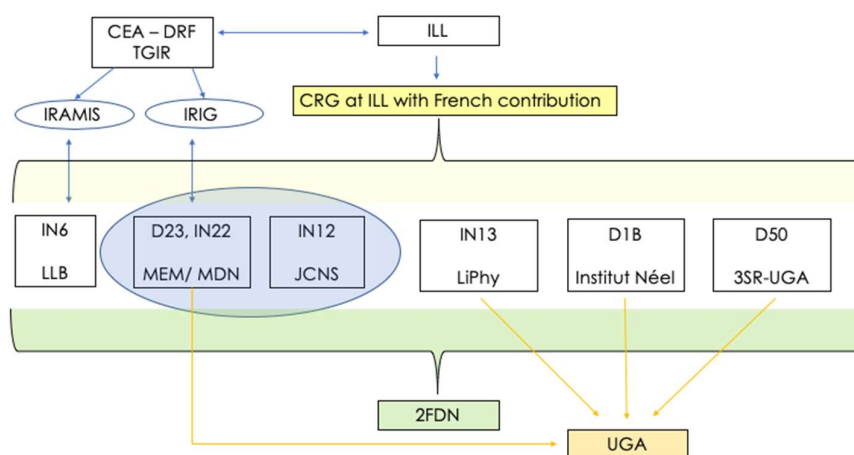 CEA – DRF
TGIR
ILL
CRG at ILL with French contribution
IRAMIS
IRIG
IN6
LLB
D23, IN22
MEM/ MDN
IN12
JCNS
IN13
LiPhy
D1B
Institut Néel
D50
3SR-UGA
2FDN
UGA